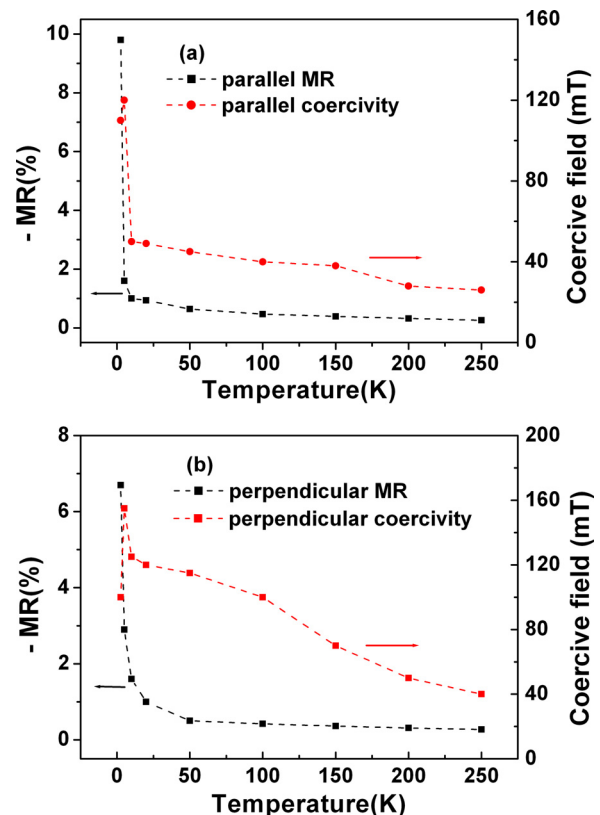 (a)
parallel MR
parallel coercivity
- MR(%)
10
8
6
4
2
0
Coercive field (mT)
160
120
80
40
0
0 50 100 150 200 250
Temperature(K)
(b)
perpendicular MR
perpendicular coercivity
- MR(%)
8
6
4
2
0
Coercive field (mT)
200
160
120
80
40
0
0 50 100 150 200 250
Temperature(K)